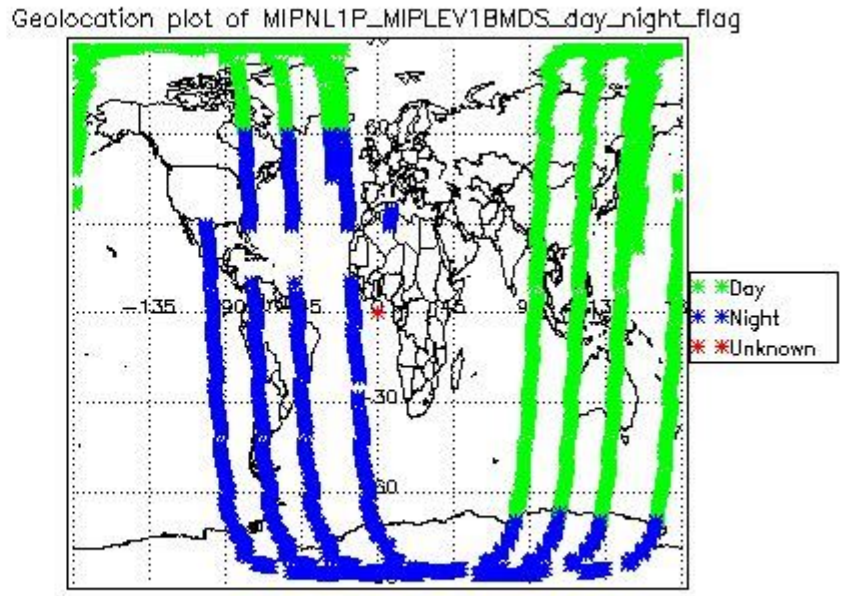 Geolocation plot of MIPNL1P_MIPLEV1BMDS_day_night_flag
60
-135
Day
Night
Unknown
-30